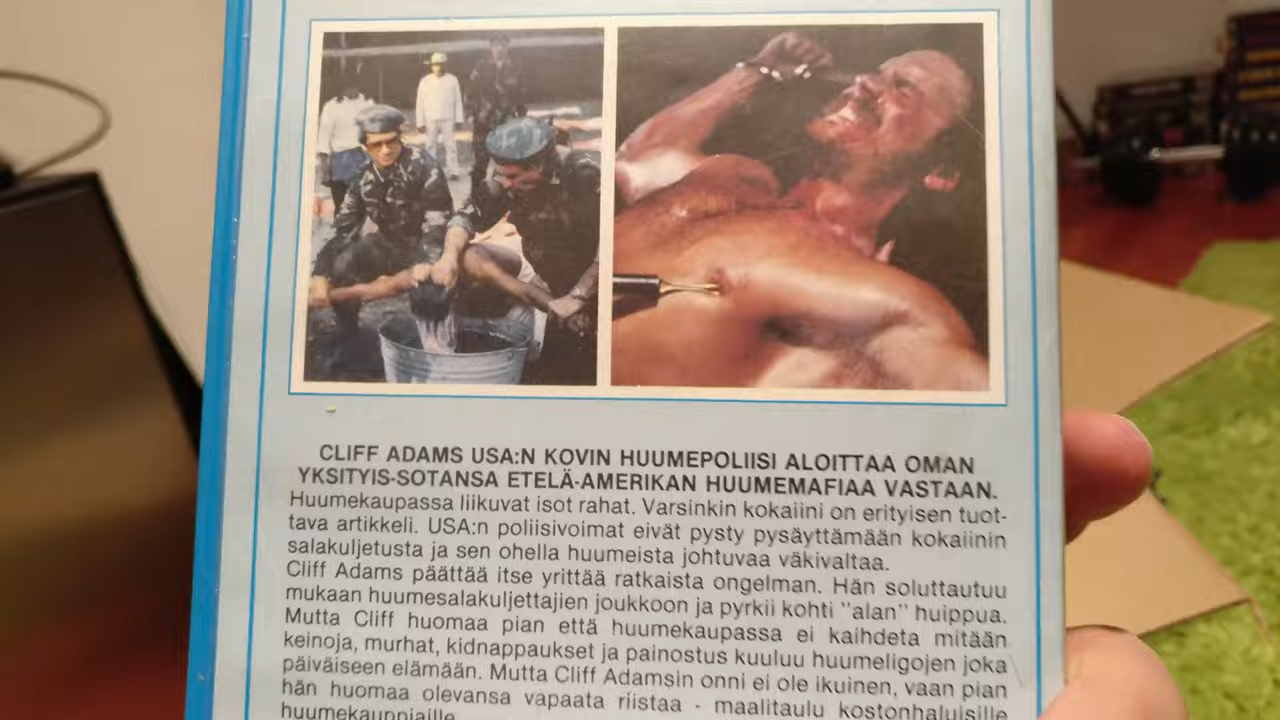 CLIFF ADAMS USA:N KOVIN HUUMEPOLIISI ALOITTAA OMAN
YKSITYIS-SOTANSA ETELÄ-AMERIKAN HUUMEMAFIAA VASTAAN.
Huumekaupassa liikuvat isot rahat. Varsinkin kokaiini on erityisen tuot-
tava artikkeli. USA:n poliisivoimat eivät pysty pysäyttämään kokaiinin
salakuljetusta ja sen ohella huumeista johtuvaa väkivaltaa.
Cliff Adams päättää itse yrittää ratkaista ongelman. Hän soluttautuu
mukaan huumesalakuljettajien joukkoon ja pyrkii kohti "alan" huippua.
Mutta Cliff huomaa pian että huumekaupassa ei kaihdeta mitään
keinoja, murhat, kidnappaukset ja painostus kuuluu huumeligojen joka
päiväiseen elämään. Mutta Cliff Adamsin onni ei ole ikuinen, vaan pian
hän huomaa olevansa vapaata riistaa - maalitaulu kostonhaluisille
huumekauppiaille